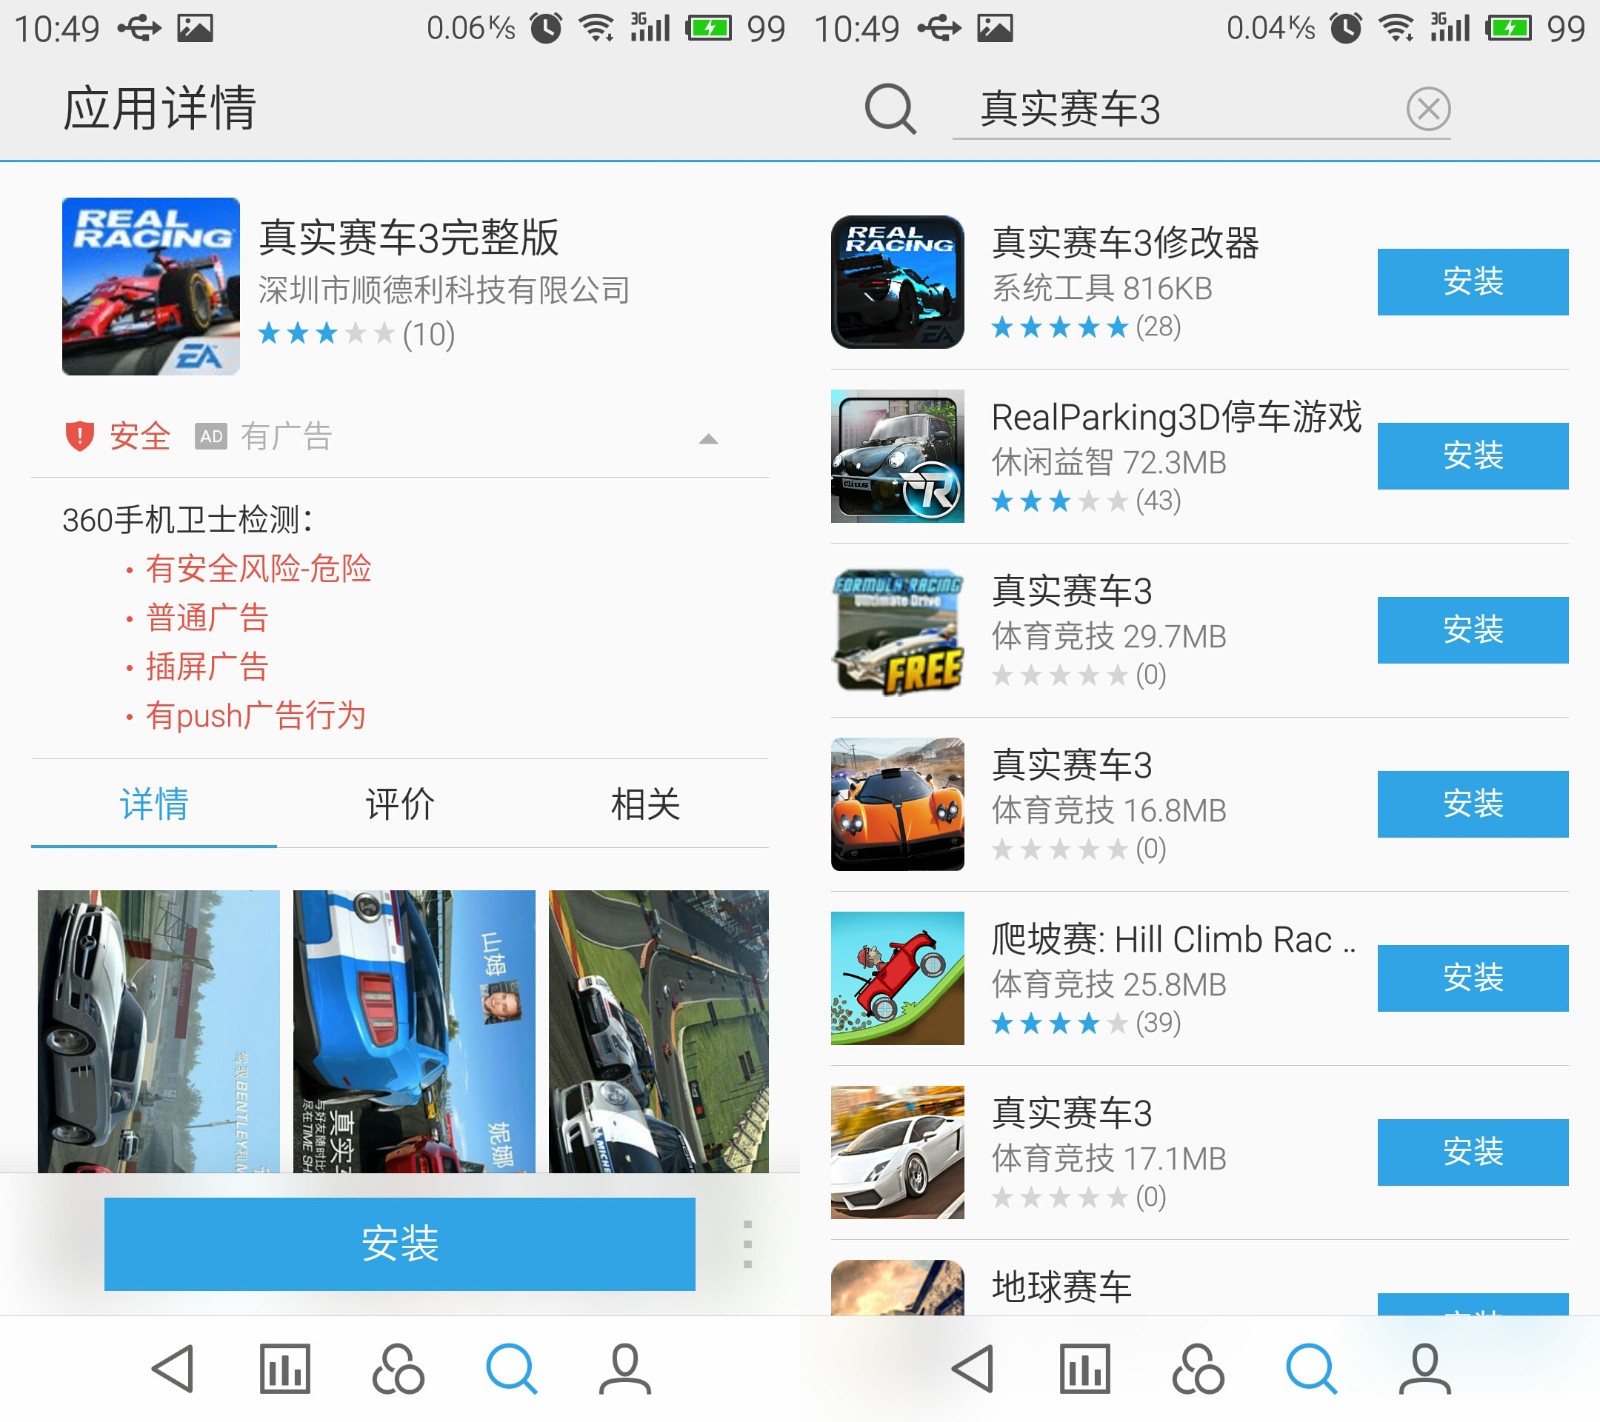 10:49
0.06K/s
3G
99
应用详情
REAL
RACING
EA
真实赛车3完整版
深圳市顺德利科技有限公司
(10)
安全
AD
有广告
360手机卫士检测：
·有安全风险-危险
·普通广告
·插屏广告
·有push广告行为
详情
评价
相关
山姆
妮娜
安装
10:49
0.04K/s
3G
99
真实赛车3
REAL
RACING
EA
真实赛车3修改器
系统工具 816KB
(28)
安装
RealParking3D停车游戏
休闲益智 72.3MB
(43)
安装
FORMULA RACING
Ultimate Drive
FREE
真实赛车3
体育竞技 29.7MB
(0)
安装
真实赛车3
体育竞技 16.8MB
(0)
安装
爬坡赛: Hill Climb Rac ..
体育竞技 25.8MB
(39)
安装
真实赛车3
体育竞技 17.1MB
(0)
安装
地球赛车